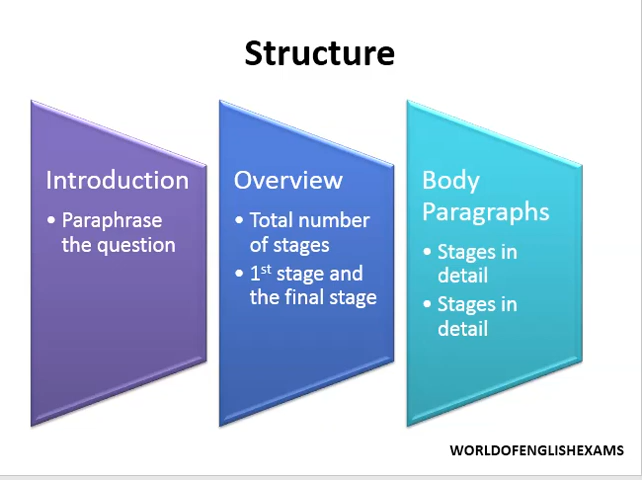 Structure
Introduction
• Paraphrase
the question
Overview
• Total number
of stages
• 1st stage and
the final stage
Body
Paragraphs
• Stages in
detail
• Stages in
detail
WORLDOFENGLISHEXAMS